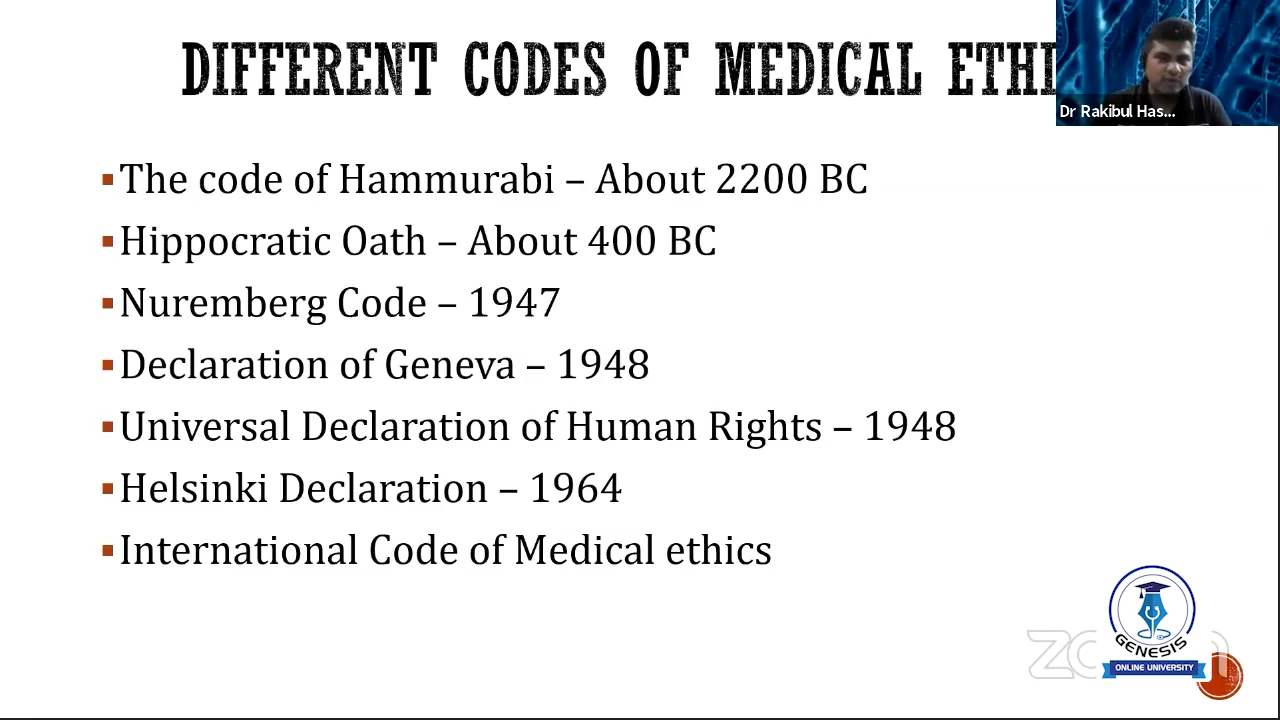 DIFFERENT CODES OF MEDICAL ETHI
Dr Rakibul Has...
▪The code of Hammurabi – About 2200 BC
▪Hippocratic Oath – About 400 BC
▪Nuremberg Code – 1947
▪Declaration of Geneva – 1948
▪Universal Declaration of Human Rights – 1948
▪Helsinki Declaration – 1964
▪International Code of Medical ethics
GENESIS
ONLINE UNIVERSITY